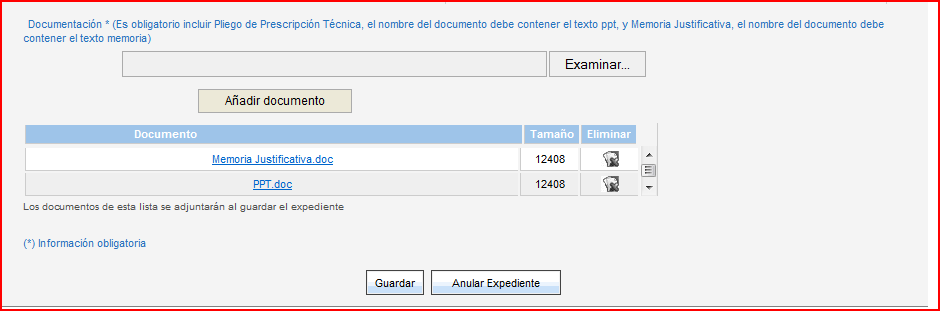 Documentación * (Es obligatorio incluir Pliego de Prescripción Técnica, el nombre del documento debe contener el texto ppt, y Memoria Justificativa, el nombre del documento debe
contener el texto memoria)
Examinar...
Añadir documento
Documento Tamaño Eliminar
Memoria Justificativa.doc 12408
PPT.doc 12408
Los documentos de esta lista se adjuntarán al guardar el expediente
(*) Información obligatoria
Guardar Anular Expediente